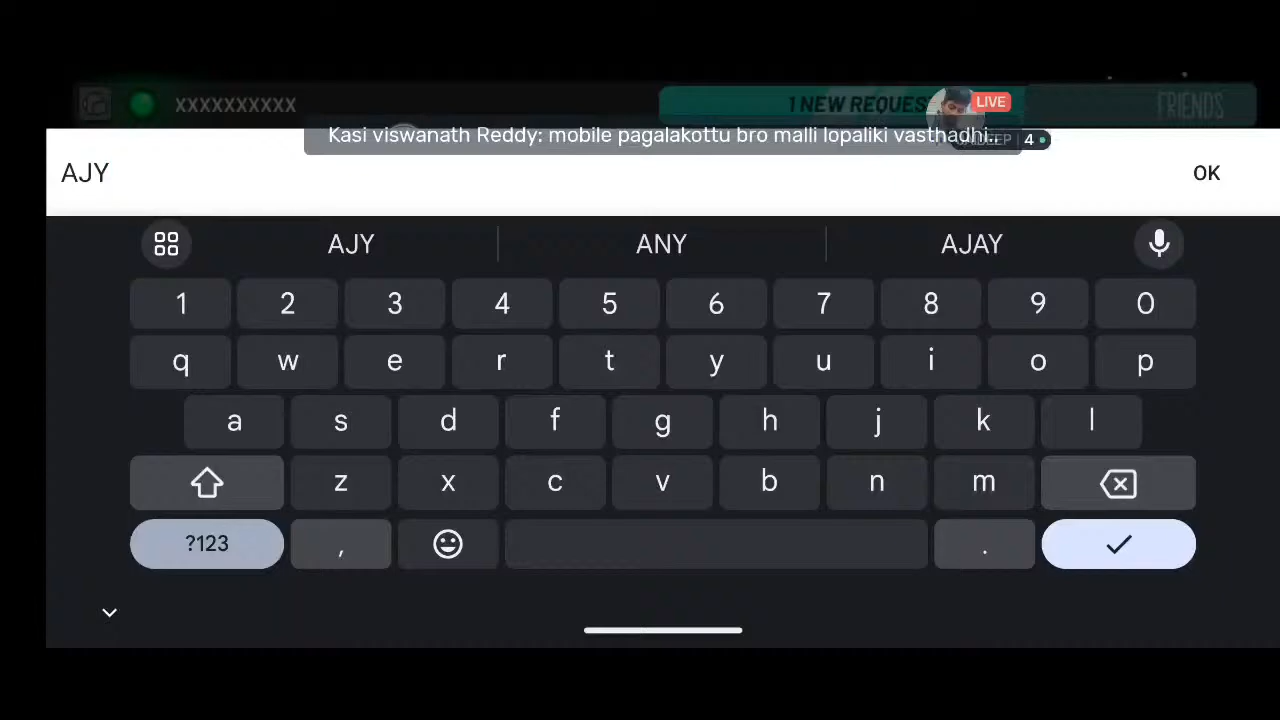 XXXXXXXXXX
1 NEW REQUES
LIVE
FRIENDS
Kasi viswanath Reddy: mobile pagalakottu bro malli lopaliki vasthadhi..
4
AJY
OK
AJY ANY AJAY
1 2 3 4 5 6 7 8 9 0
q w e r t y u i o p
a s d f g h j k l
z x c v b n m
?123 , .